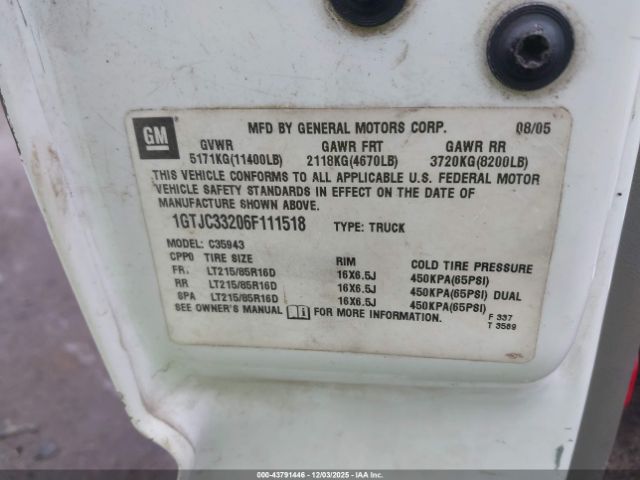 GM
MFD BY GENERAL MOTORS CORP. 08/05
GVWR GAWR FRT GAWR RR
5171KG(11400LB) 2118KG(4670LB) 3720KG(8200LB)
THIS VEHICLE CONFORMS TO ALL APPLICABLE U.S. FEDERAL MOTOR
VEHICLE SAFETY STANDARDS IN EFFECT ON THE DATE OF
MANUFACTURE SHOWN ABOVE.
1GTJC33206F111518 TYPE: TRUCK
MODEL: C35943
CPP0 TIRE SIZE RIM COLD TIRE PRESSURE
FR. LT215/85R16D 16X6.5J 450KPA(65PSI)
RR LT215/85R16D 16X6.5J 450KPA(65PSI) DUAL
SPA LT215/85R16D 16X6.5J 450KPA(65PSI)
SEE OWNER'S MANUAL FOR MORE INFORMATION.
F 337
T 3589
000-43791446 - 12/03/2025 - IAA Inc.